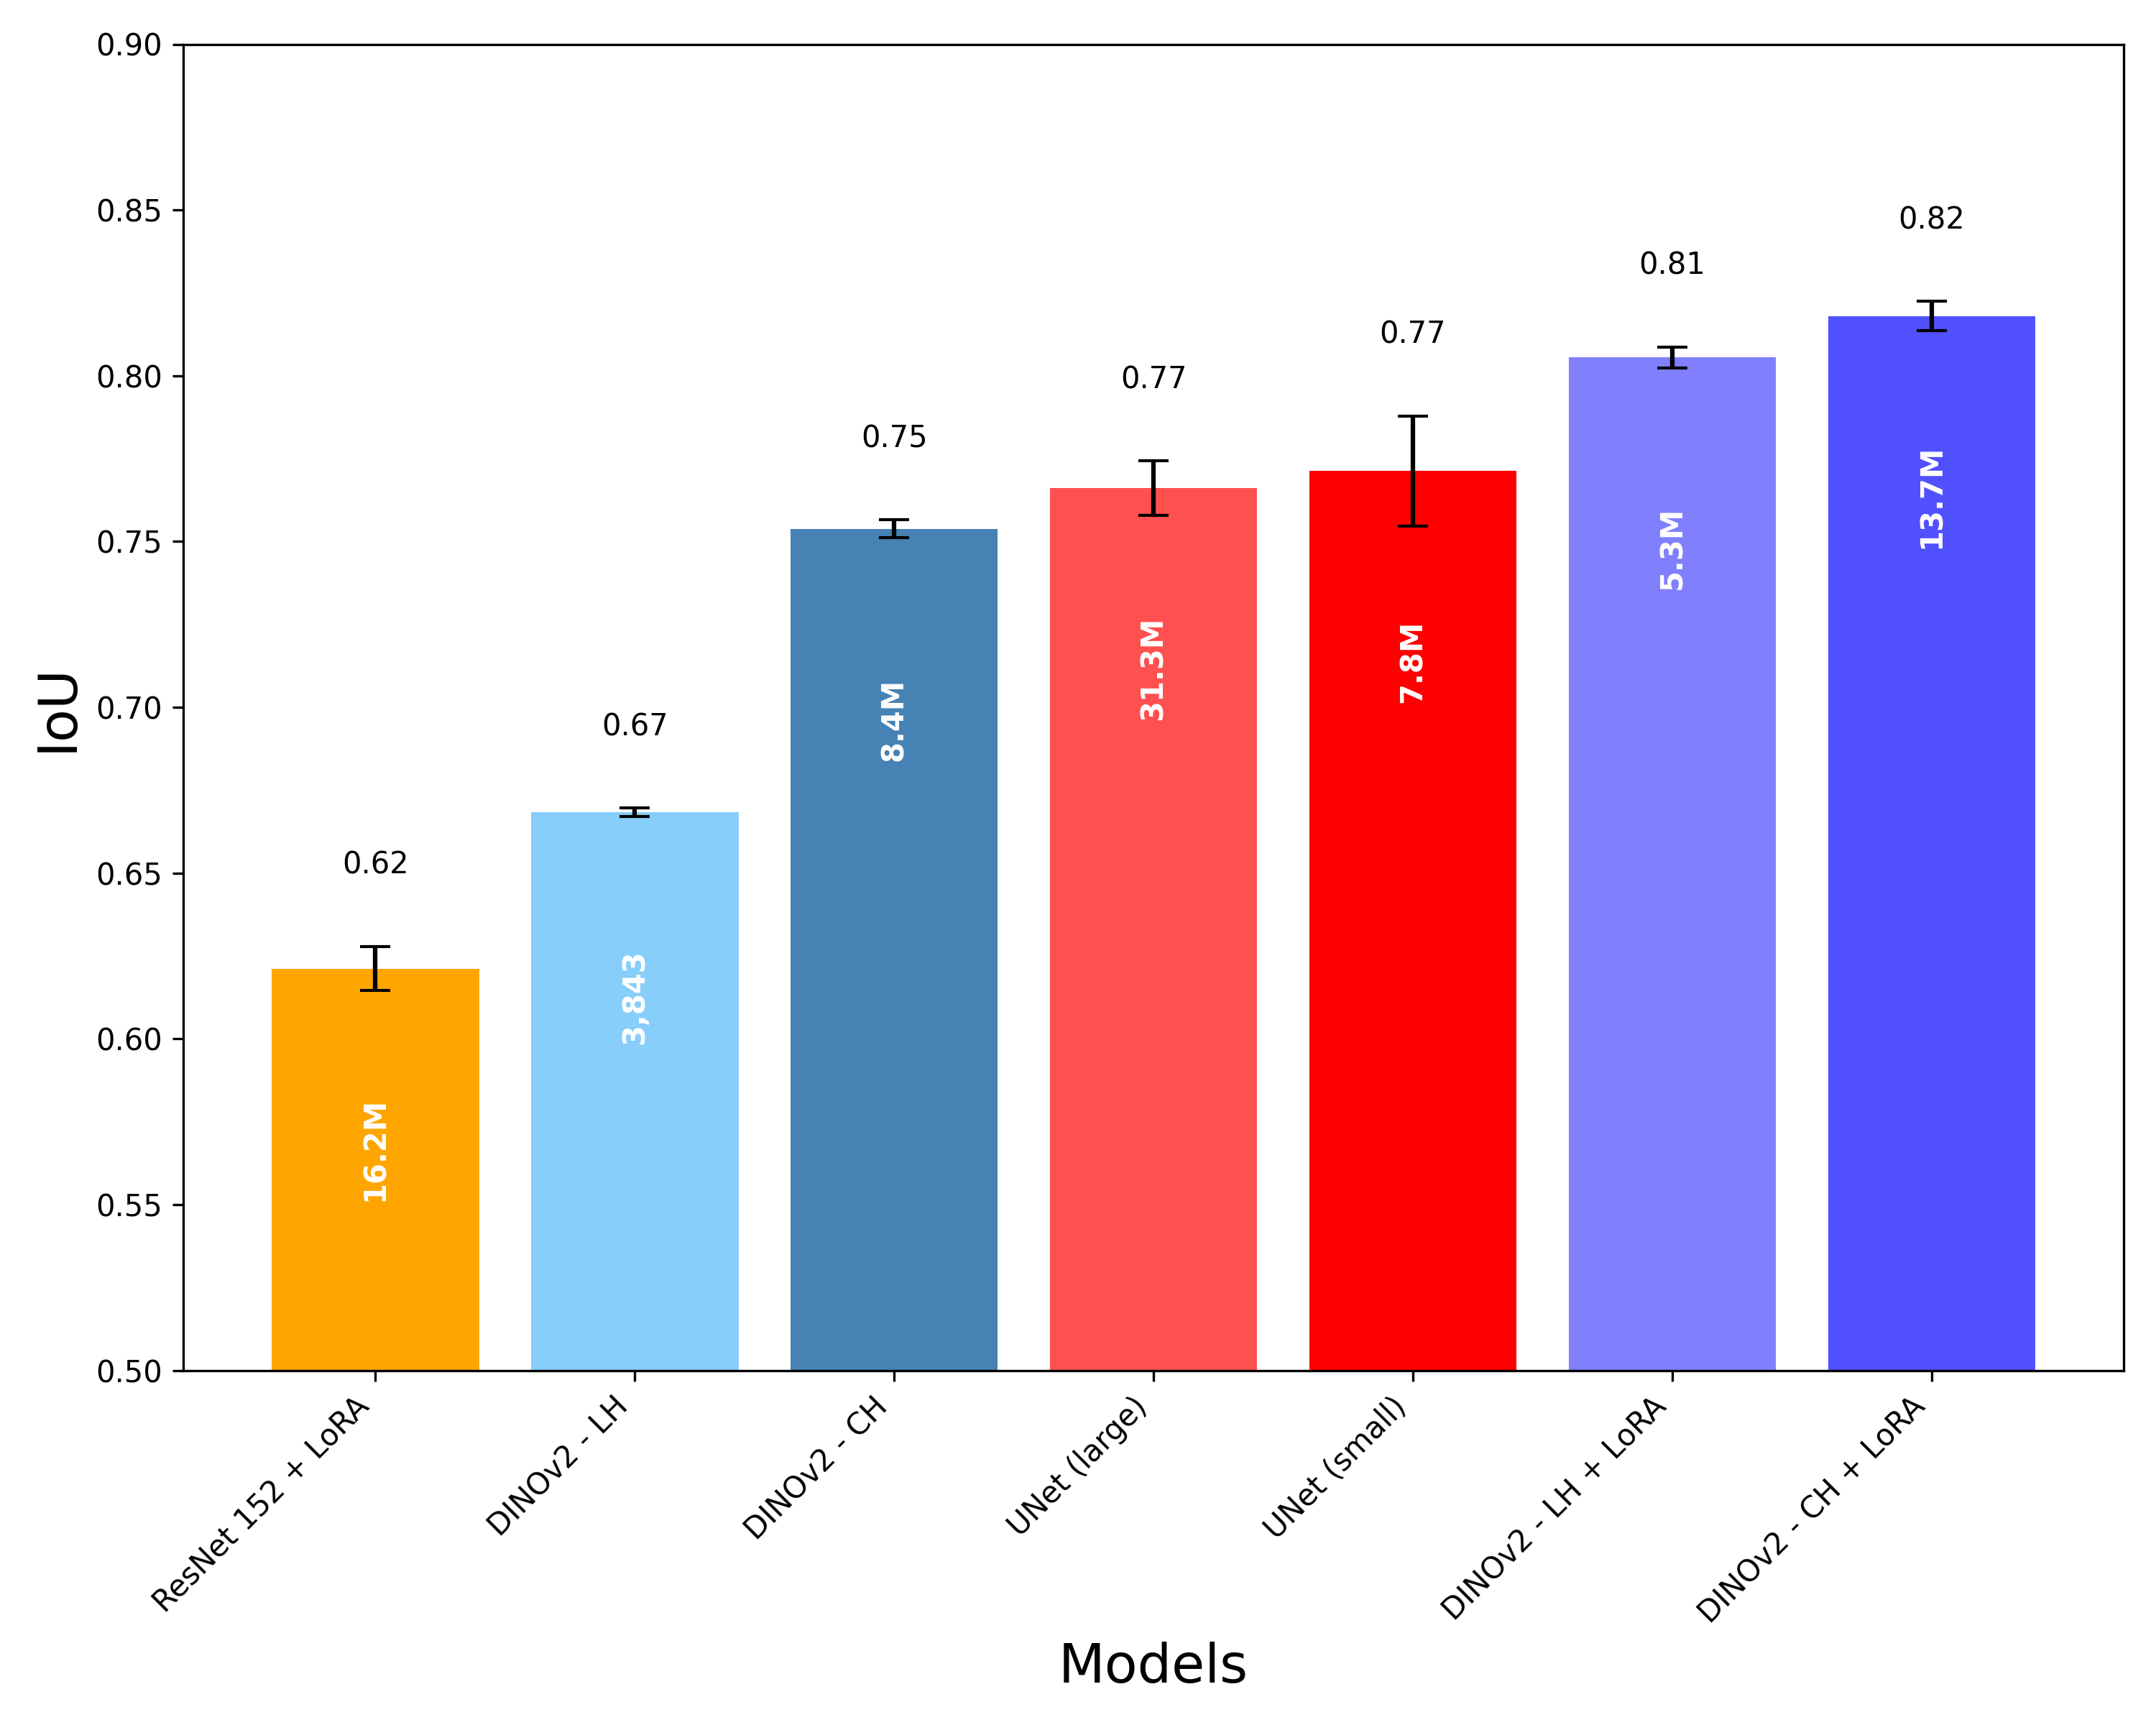 0.90
0.85
0.80
0.75
0.70
0.65
0.60
0.55
0.50
IoU
0.62
0.67
0.75
0.77
0.77
0.81
0.82
16.2M
3,843
8.4M
31.3M
7.8M
5.3M
13.7M
ResNet 152 + LoRA
DINOv2 - LH
DINOv2 - CH
UNet (large)
UNet (small)
DINOv2 - LH + LoRA
DINOv2 - CH + LoRA
Models